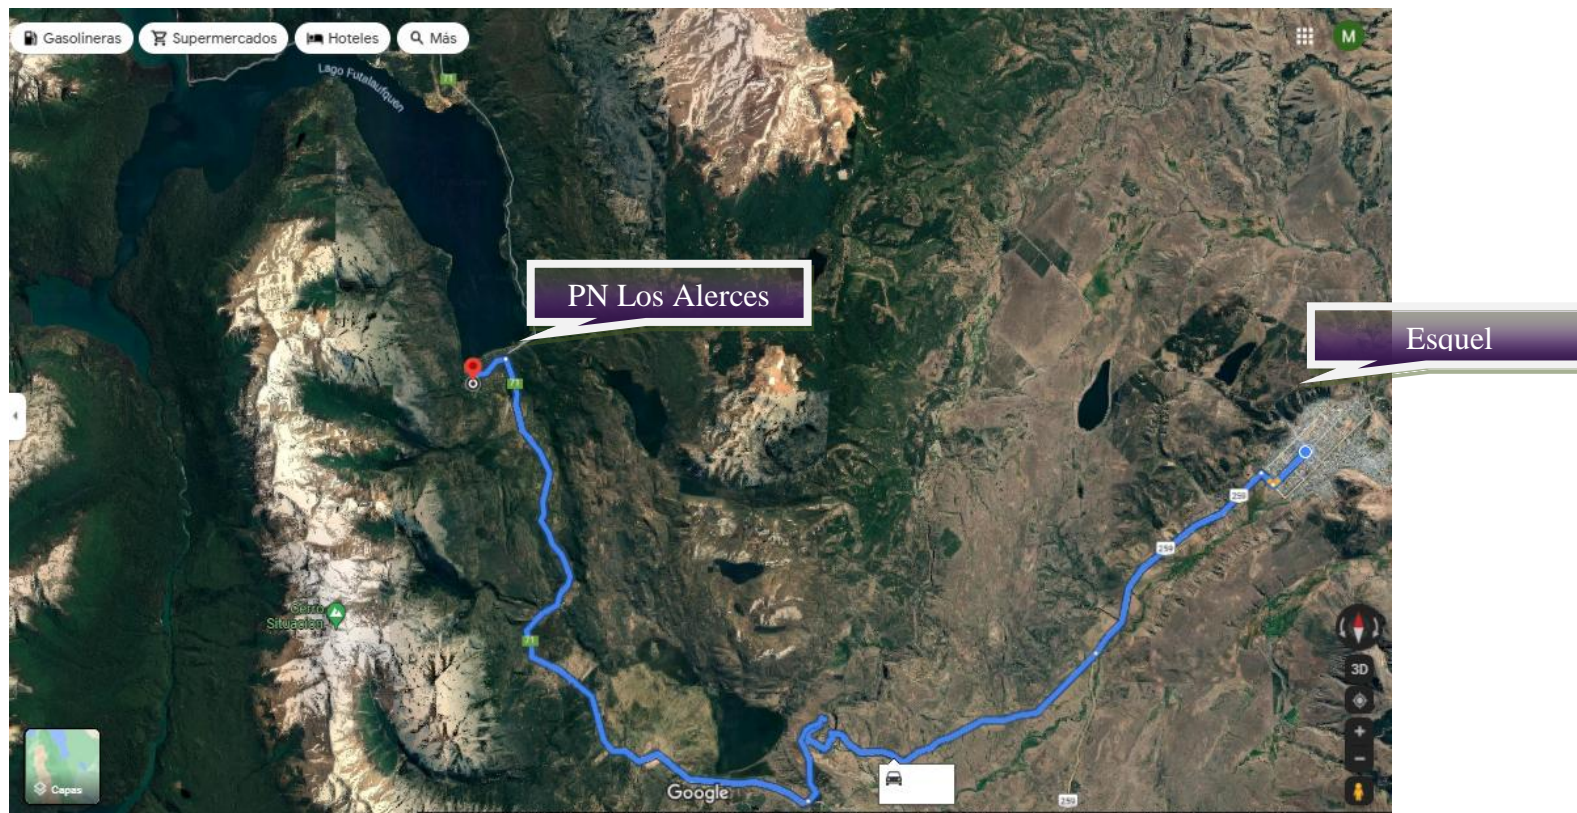 Gasolineras
Supermercados
Hoteles
Más
M
Lago Futalaufquen
71
PN Los Alerces
Esquel
71
259
259
Cerro
Situación
71
3D
Capas
Google
259